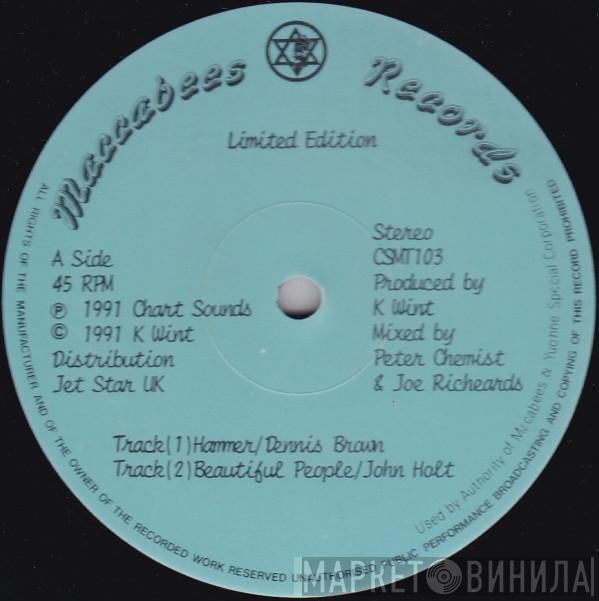 Maccabees Records
Limited Edition
A Side
45 RPM
℗ 1991 Chart Sounds
© 1991 K Wint
Distribution
Jet Star UK
Stereo
CSMT103
Produced by
K Wint
Mixed by
Peter Chemist
& Joe Richeards
Track(1)Hammer/Dennis Brown
Track(2)Beautiful People/John Holt
Used by Authority of Mccabees & Yvonne Special Corporation
ALL RIGHTS OF THE MANUFACTURER AND OF THE OWNER OF THE RECORDED WORK RESERVED UNAUTHORISED PUBLIC PERFORMANCE BROADCASTING AND COPYING OF THIS RECORD PROHIBITED
МАРКЕТ ВИНИЛА